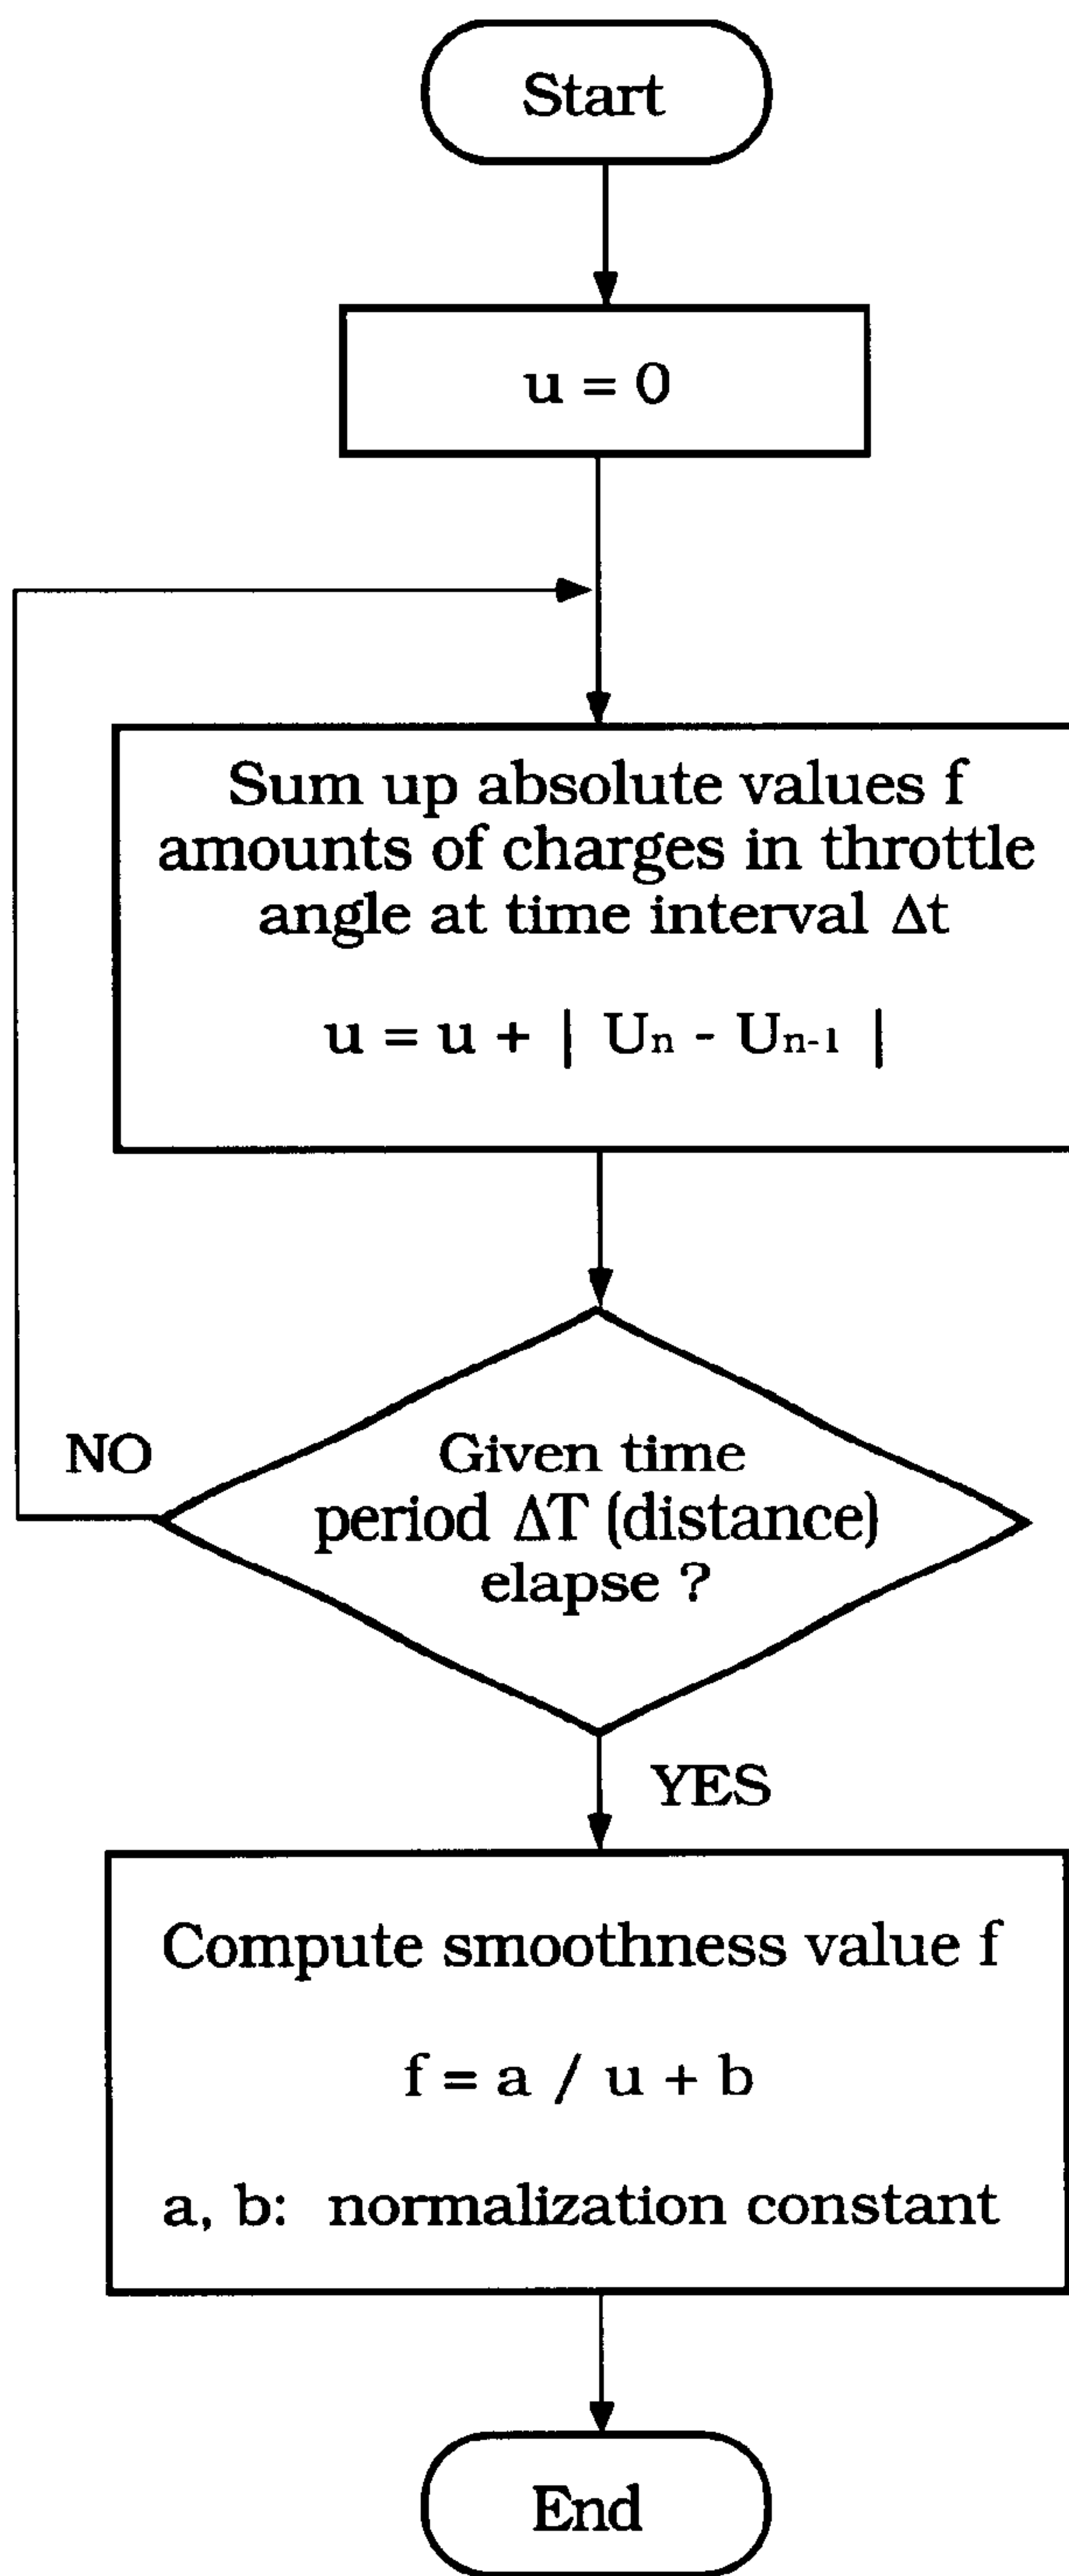 Start
u = 0
Sum up absolute values f
amounts of charges in throttle
angle at time interval Δt
u = u + | Un - Un-1 |
NO
Given time
period ΔT (distance)
elapse ?
YES
Compute smoothness value f
f = a / u + b
a, b: normalization constant
End